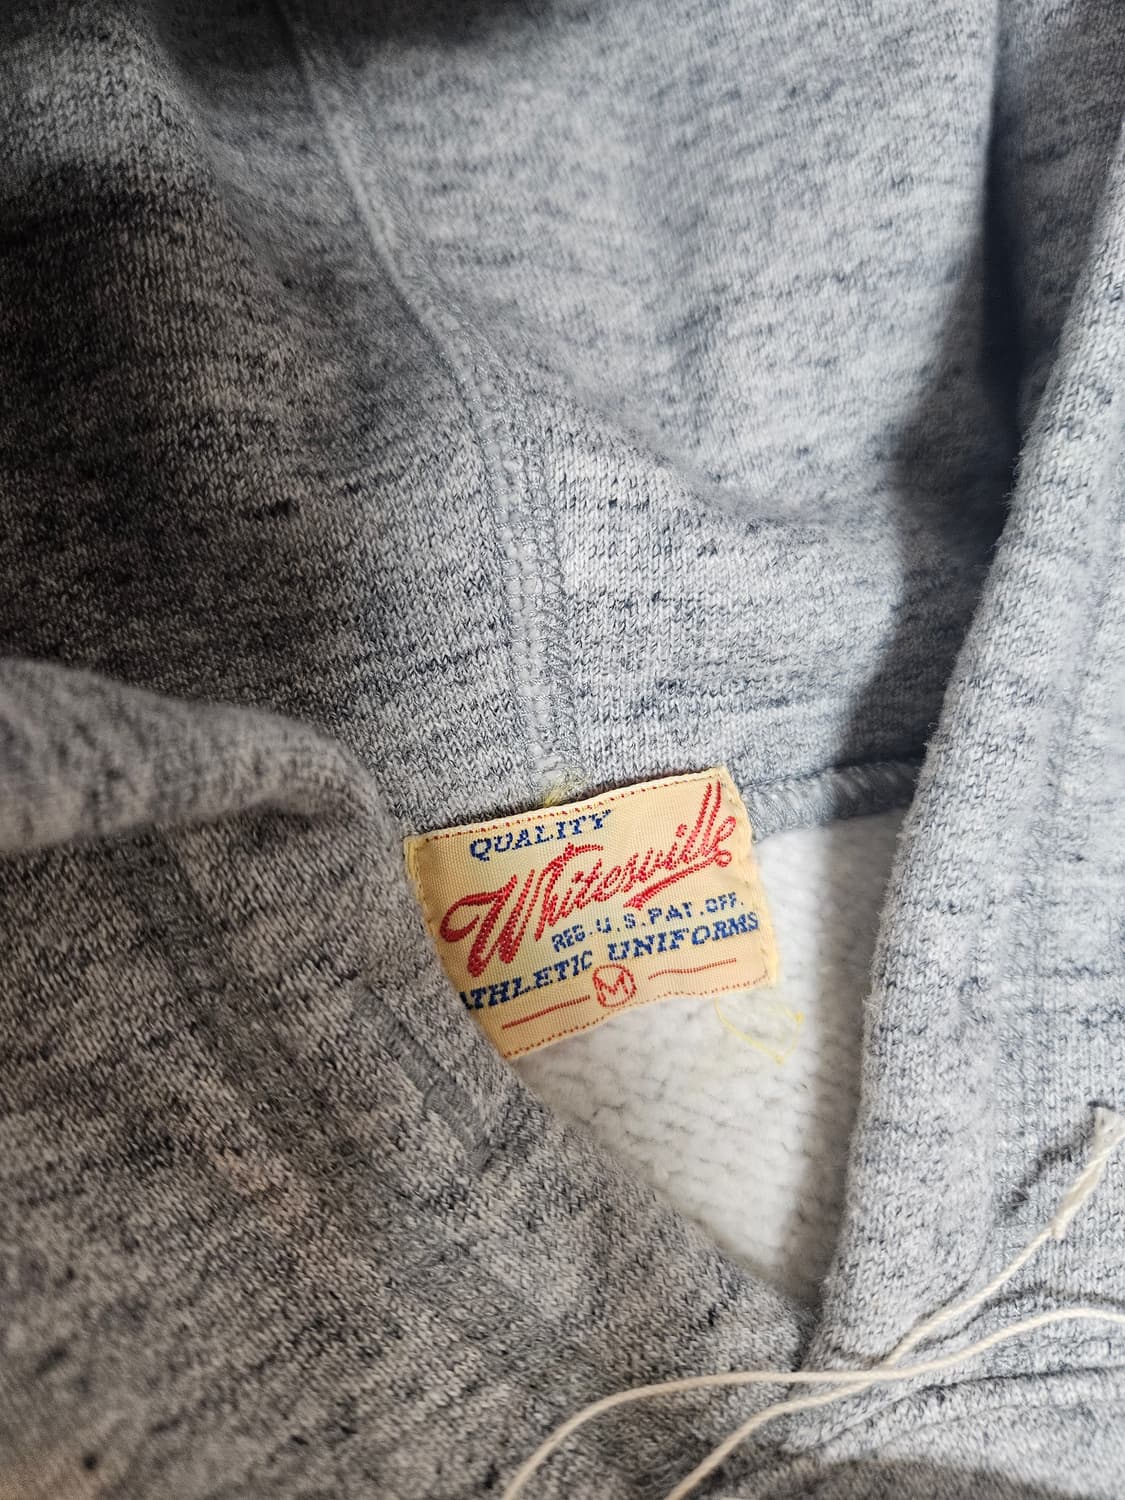 QUALITY
Whitesville
REG. U.S. PAT. OFF.
ATHLETIC UNIFORMS
M